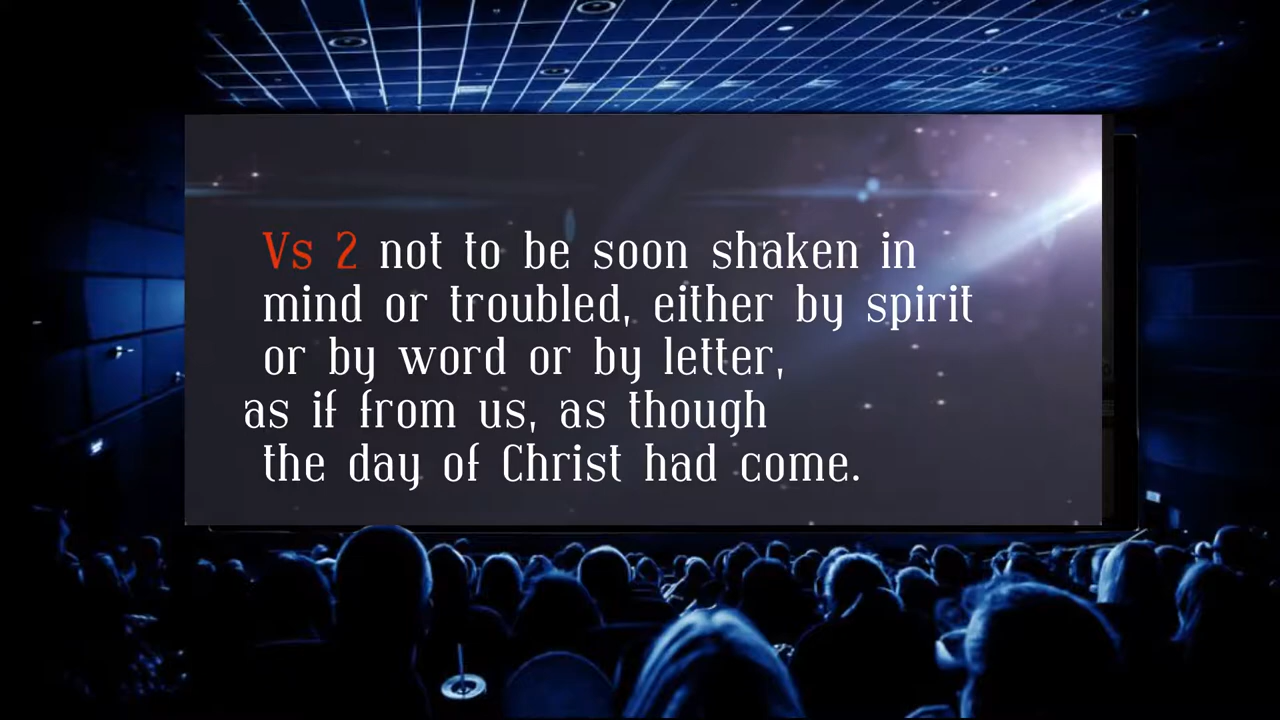 Vs 2 not to be soon shaken in
mind or troubled, either by spirit
or by word or by letter,
as if from us, as though
the day of Christ had come.